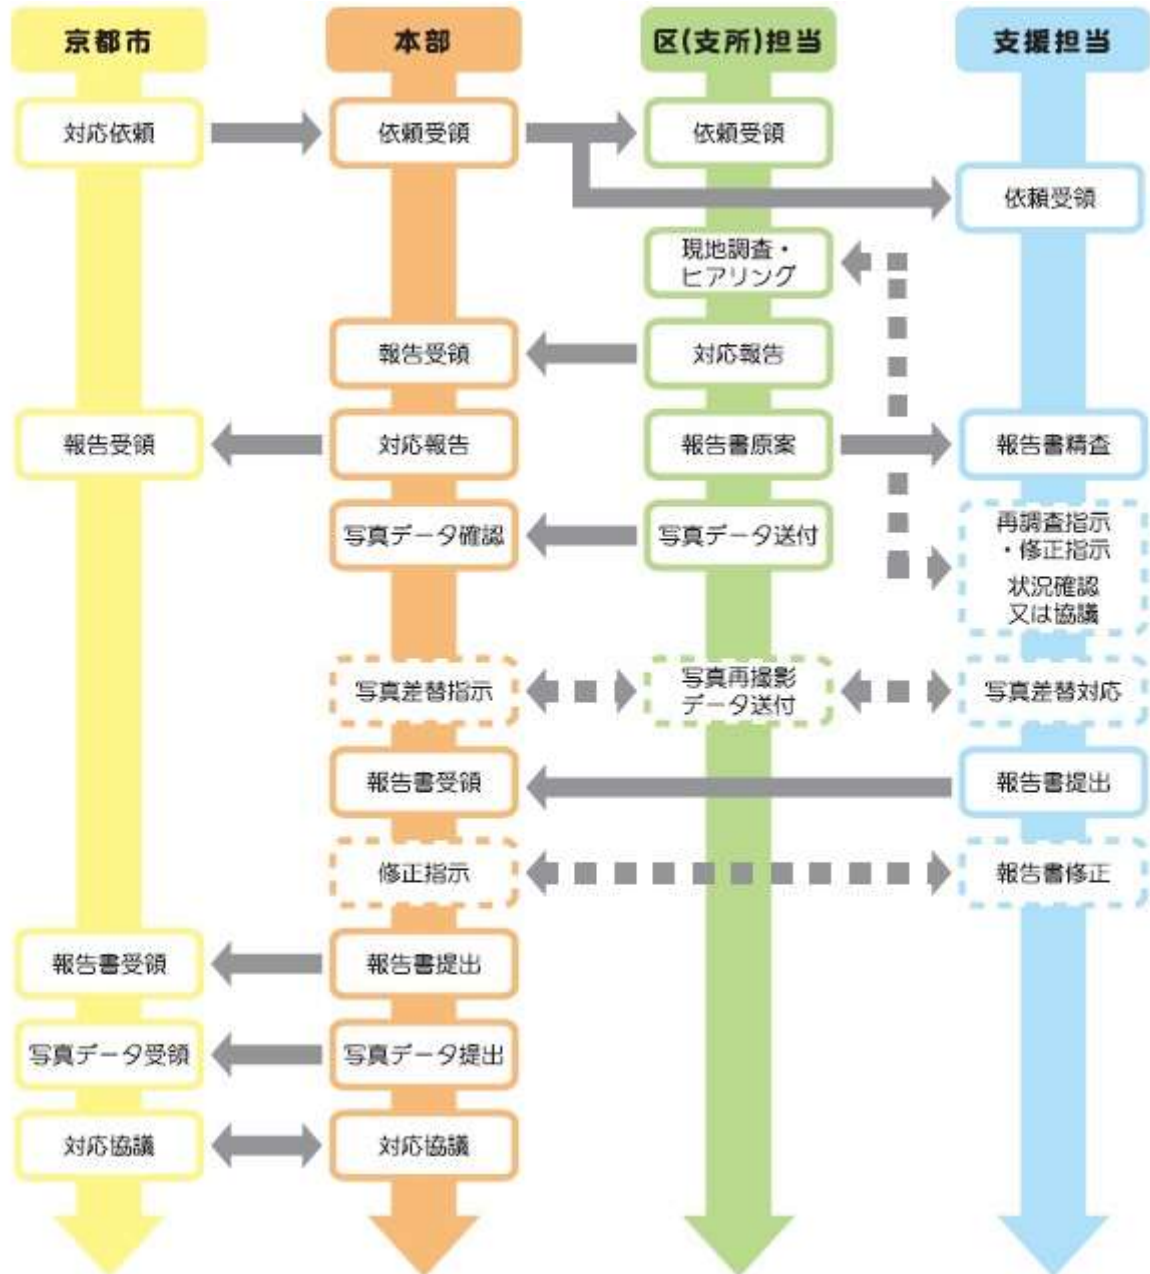 京都市
本部
区(支所)担当
支援担当
対応依頼
依頼受領
依頼受領
依頼受領
現地調査・
ヒアリング
報告受領
対応報告
報告受領
対応報告
報告書原案
報告書精査
写真データ確認
写真データ送付
再調査指示
・修正指示
状況確認
又は協議
写真差替指示
写真再撮影
データ送付
写真差替対応
報告書受領
報告書提出
修正指示
報告書修正
報告書受領
報告書提出
写真データ受領
写真データ提出
対応協議
対応協議